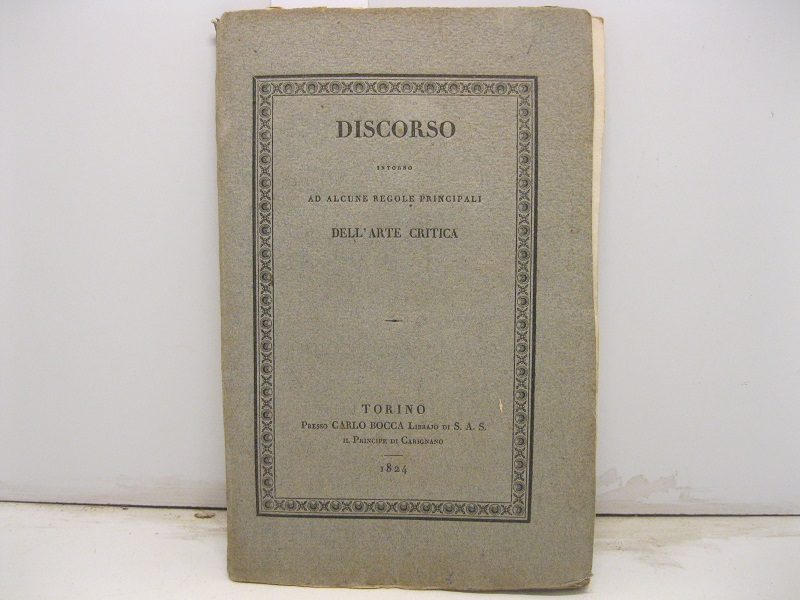 DISCORSO
INTORNO
AD ALCUNE REGOLE PRINCIPALI
DELL'ARTE CRITICA
TORINO
PRESSO CARLO BOCCA LIBRAJO DI S. A. S.
IL PRINCIPE DI CARIGNANO
1824